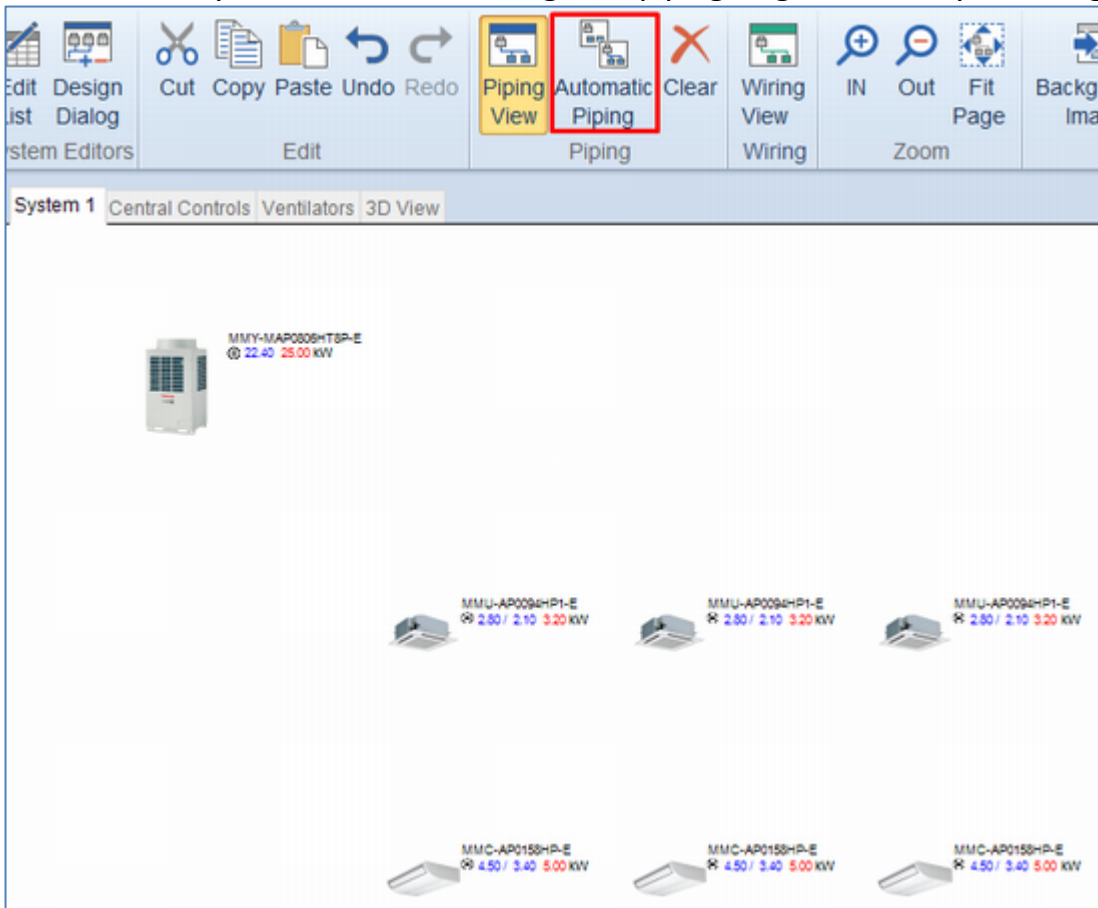 Edit Design Cut Copy Paste Undo Redo Piping Automatic Clear Wiring IN Out Fit Backg
List Dialog View Piping View Page Ima
stem Editors Edit Piping Wiring Zoom
System 1 Central Controls Ventilators 3D View
MMY-MAP0806HT8P-E
22.40 25.00 kW
MMU-AP0094HP1-E MMU-AP0094HP1-E MMU-AP0094HP1-E
2.80 / 2.10 3.20 kW 2.80 / 2.10 3.20 kW 2.80 / 2.10 3.20 kW
MMC-AP0158HP-E MMC-AP0158HP-E MMC-AP0158HP-E
4.50 / 3.40 5.00 kW 4.50 / 3.40 5.00 kW 4.50 / 3.40 5.00 kW